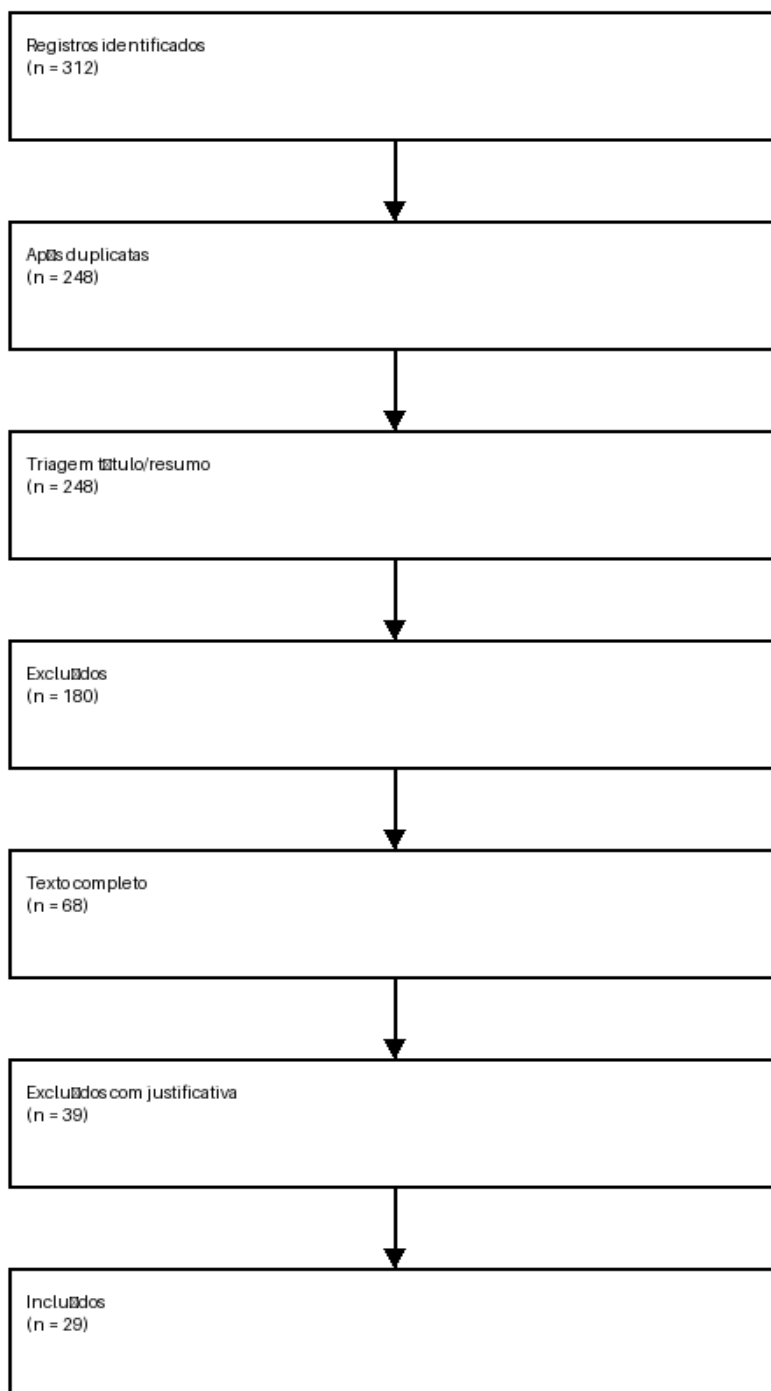 Registros identificados
(n = 312)
Ap☒s duplicatas
(n = 248)
Triagem t☒tulo/resumo
(n = 248)
Exclu☒dos
(n = 180)
Texto completo
(n = 68)
Exclu☒dos com justificativa
(n = 39)
Inclu☒dos
(n = 29)